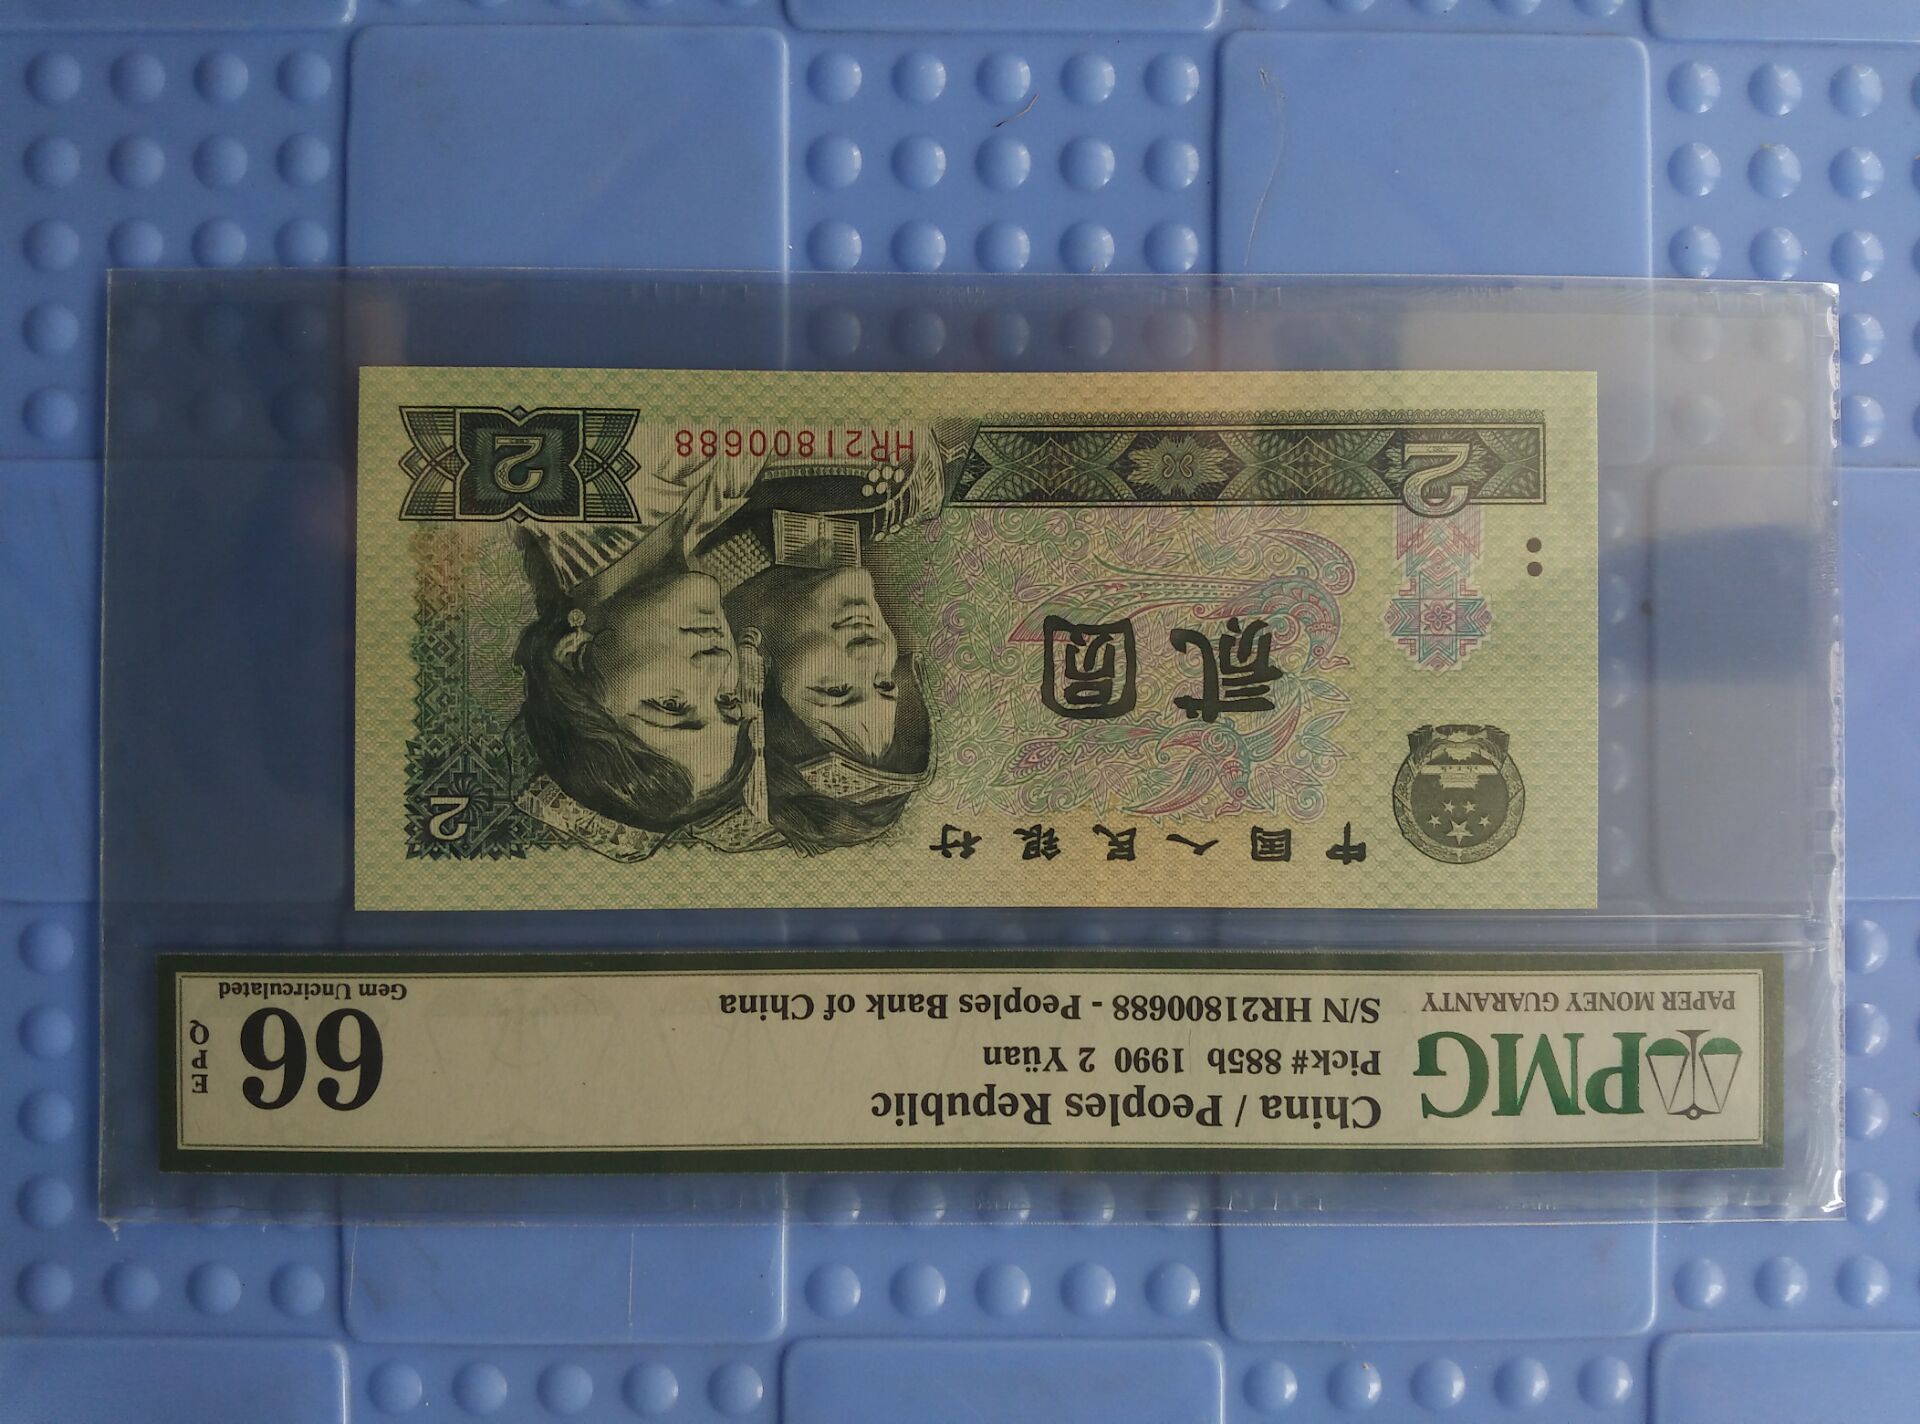 PMG
PAPER MONEY GUARANTY
China / Peoples Republic
Pick# 885b 1990 2 Yüan
S/N HR21800688 - Peoples Bank of China
66
EPQ
Gem Uncirculated
中国人民银行
2
贰圆
2
HR21800688
2